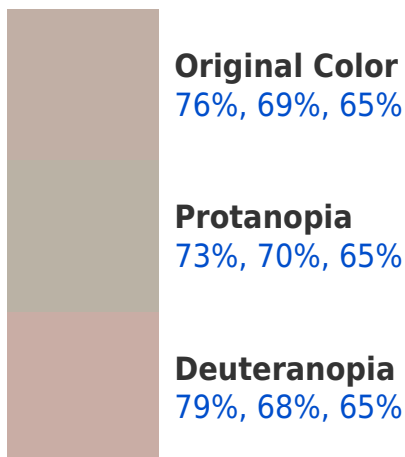 Original Color
76%, 69%, 65%
Protanopia
73%, 70%, 65%
Deuteranopia
79%, 68%, 65%